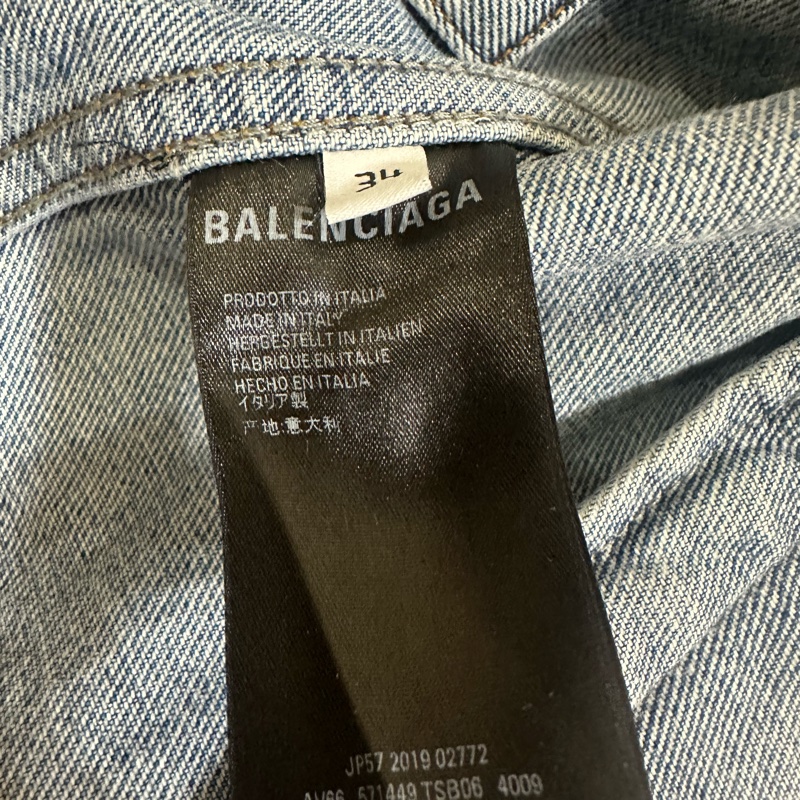 34
BALENCIAGA
PRODOTTO IN ITALIA
MADE IN ITALY
HERGESTELLT IN ITALIEN
FABRIQUE EN ITALIE
HECHO EN ITALIA
イタリア製
产地:意大利
JP57 2019 02772
571449 TSB06 4009